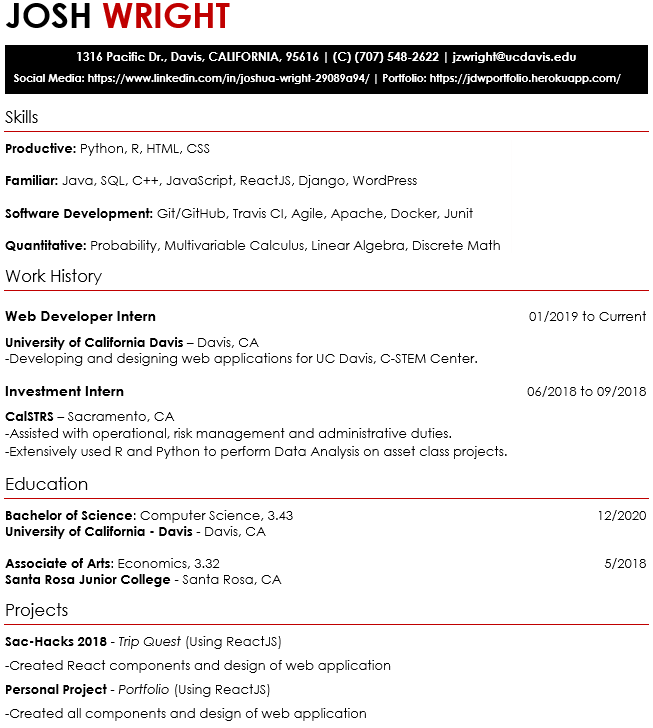 JOSH WRIGHT
1316 Pacific Dr., Davis, CALIFORNIA, 95616 | (C) (707) 548-2622 | jzwright@ucdavis.edu
Social Media: https://www.linkedin.com/in/joshua-wright-29089a94/ | Portfolio: https://jdwportfolio.herokuapp.com/
Skills
Productive: Python, R, HTML, CSS
Familiar: Java, SQL, C++, JavaScript, ReactJS, Django, WordPress
Software Development: Git/GitHub, Travis CI, Agile, Apache, Docker, Junit
Quantitative: Probability, Multivariable Calculus, Linear Algebra, Discrete Math
Work History
Web Developer Intern 01/2019 to Current
University of California Davis – Davis, CA
-Developing and designing web applications for UC Davis, C-STEM Center.
Investment Intern 06/2018 to 09/2018
CalSTRS – Sacramento, CA
-Assisted with operational, risk management and administrative duties.
-Extensively used R and Python to perform Data Analysis on asset class projects.
Education
Bachelor of Science: Computer Science, 3.43 12/2020
University of California - Davis - Davis, CA
Associate of Arts: Economics, 3.32 5/2018
Santa Rosa Junior College - Santa Rosa, CA
Projects
Sac-Hacks 2018 - Trip Quest (Using ReactJS)
-Created React components and design of web application
Personal Project - Portfolio (Using ReactJS)
-Created all components and design of web application